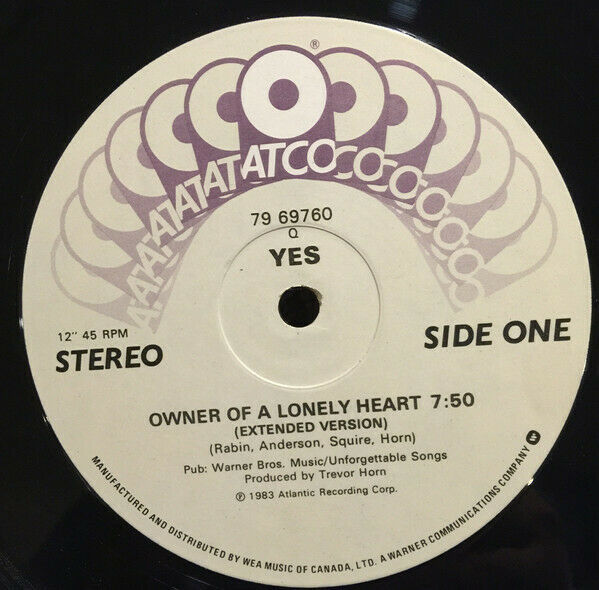 ®
ATATATATATCOCOCOCOCO
79 69760
Q
YES
12" 45 RPM
STEREO
SIDE ONE
OWNER OF A LONELY HEART 7:50
(EXTENDED VERSION)
(Rabin, Anderson, Squire, Horn)
Pub: Warner Bros. Music/Unforgettable Songs
Produced by Trevor Horn
℗ 1983 Atlantic Recording Corp.
MANUFACTURED AND DISTRIBUTED BY WEA MUSIC OF CANADA, LTD. A WARNER COMMUNICATIONS COMPANY